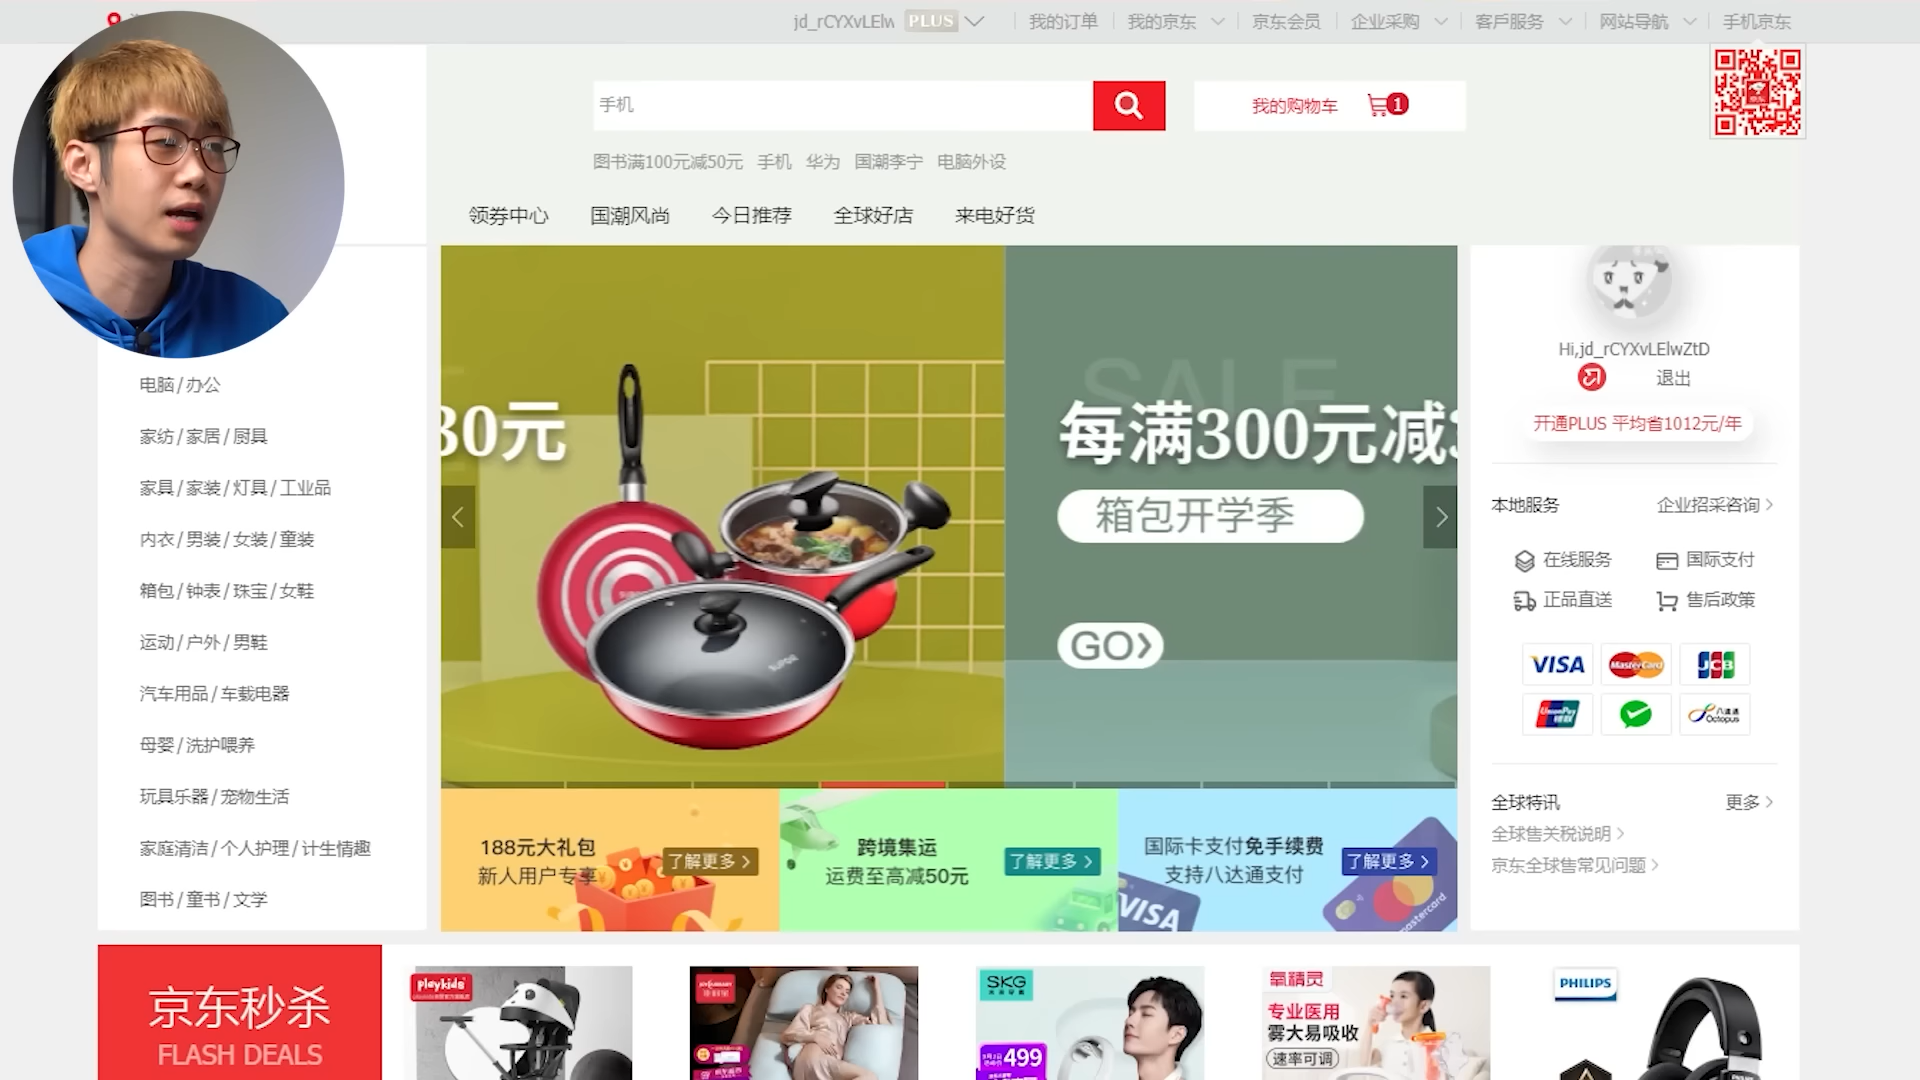 jd_rCYXvLElw PLUS 我的订单 我的京东 京东会员 企业采购 客戶服务 网站导航 手机京东
手机
我的购物车 1
图书满100元减50元 手机 华为 国潮李宁 电脑外设
领券中心 国潮风尚 今日推荐 全球好店 来电好货
电脑/办公
家纺/家居/厨具
家具/家装/灯具/工业品
内衣/男装/女装/童装
箱包/钟表/珠宝/女鞋
运动/户外/男鞋
汽车用品/车载电器
母婴/洗护喂养
玩具乐器/宠物生活
家庭清洁/个人护理/计生情趣
图书/童书/文学
30元
SUPOR
SALE
每满300元减
箱包开学季
GO>
188元大礼包
新人用户专享
了解更多 >
跨境集运
运费至高减50元
了解更多 >
国际卡支付免手续费
支持八达通支付
了解更多 >
VISA
mastercard
Hi,jd_rCYXvLElwZtD
退出
开通PLUS 平均省1012元/年
本地服务 企业招采咨询 >
在线服务 国际支付
正品直送 售后政策
VISA MasterCard JCB
UnionPay 银联 八達通 Octopus
全球特讯 更多 >
全球售关税说明 >
京东全球售常见问题 >
京东秒杀
FLASH DEALS
playkids
SKG
499
氧精灵
专业医用
雾大易吸收
速率可调
PHILIPS